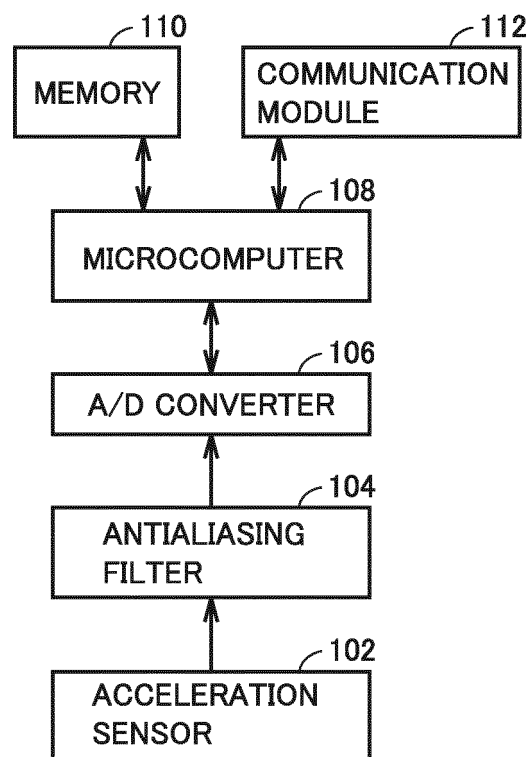 110
112
MEMORY
COMMUNICATION
MODULE
108
MICROCOMPUTER
106
A/D CONVERTER
104
ANTIALIASING
FILTER
102
ACCELERATION
SENSOR